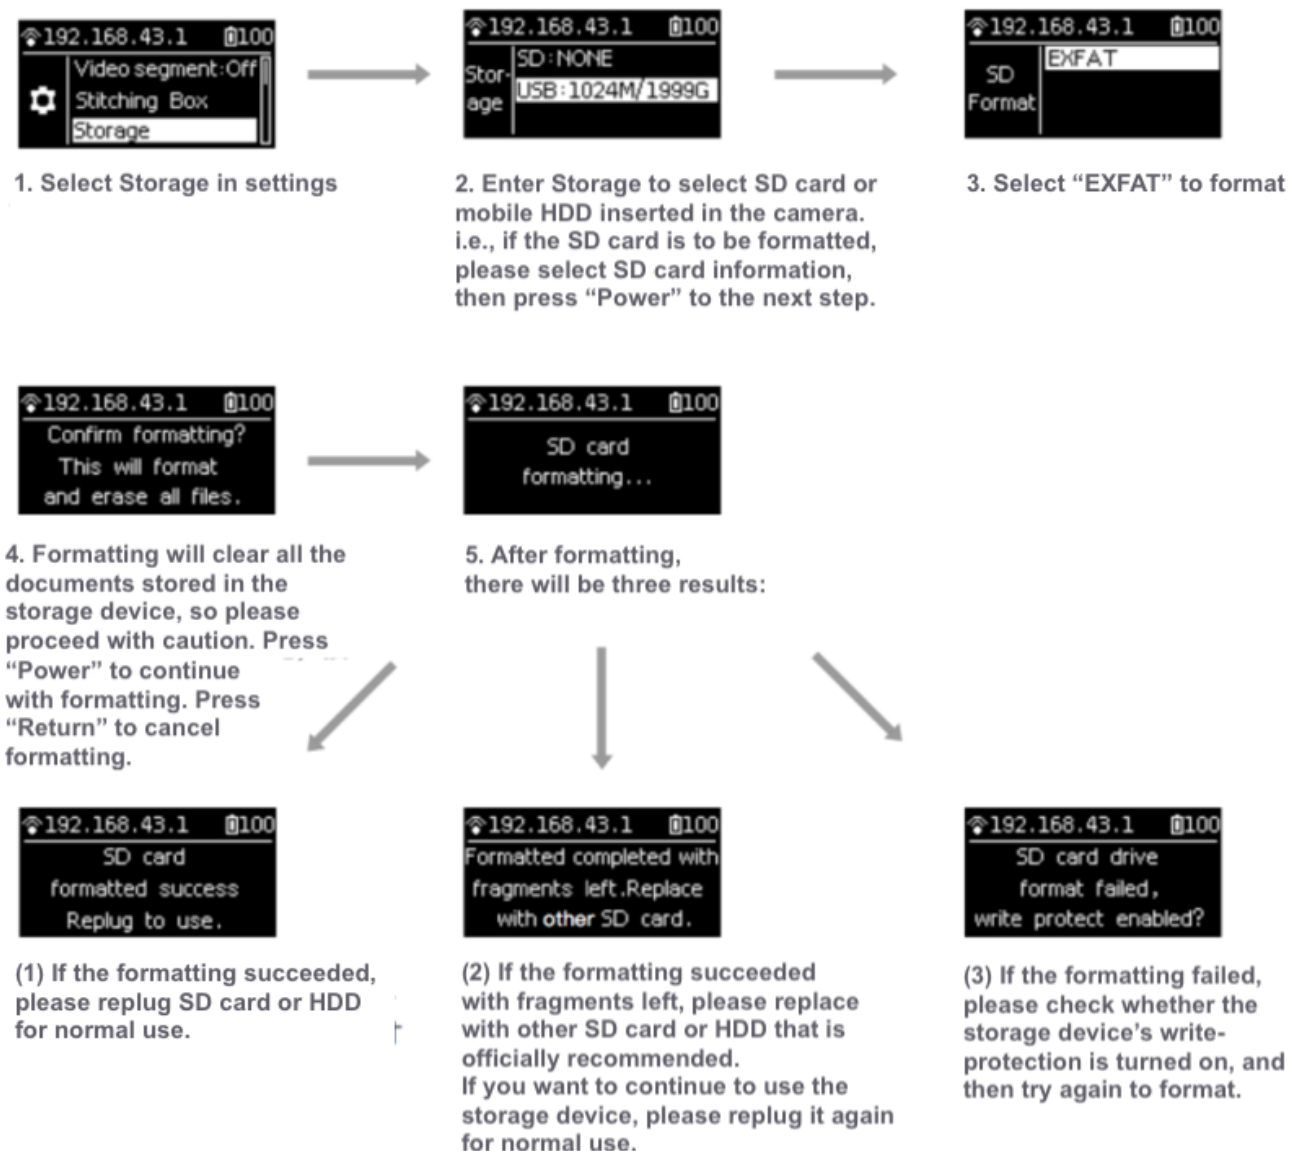 192.168.43.1 100
Video segment:Off
Stitching Box
Storage
1. Select Storage in settings
192.168.43.1 100
Stor-
age
SD:NONE
USB:1024M/1999G
2. Enter Storage to select SD card or
mobile HDD inserted in the camera.
i.e., if the SD card is to be formatted,
please select SD card information,
then press “Power” to the next step.
192.168.43.1 100
SD
Format
EXFAT
3. Select “EXFAT” to format
192.168.43.1 100
Confirm formatting?
This will format
and erase all files.
4. Formatting will clear all the
documents stored in the
storage device, so please
proceed with caution. Press
“Power” to continue
with formatting. Press
“Return” to cancel
formatting.
192.168.43.1 100
SD card
formatting...
5. After formatting,
there will be three results:
192.168.43.1 100
SD card
formatted success
Replug to use.
(1) If the formatting succeeded,
please replug SD card or HDD
for normal use.
192.168.43.1 100
Formatted completed with
fragments left.Replace
with other SD card.
(2) If the formatting succeeded
with fragments left, please replace
with other SD card or HDD that is
officially recommended.
If you want to continue to use the
storage device, please replug it again
for normal use.
192.168.43.1 100
SD card drive
format failed,
write protect enabled?
(3) If the formatting failed,
please check whether the
storage device’s write-
protection is turned on, and
then try again to format.